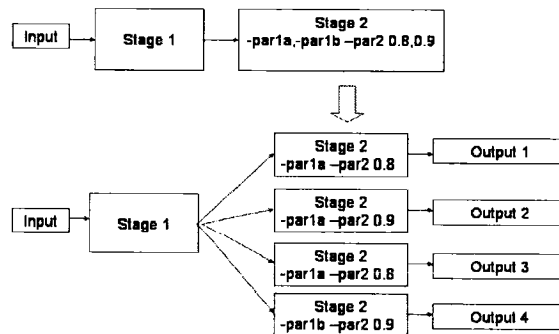 Input
Stage 1
Stage 2
-par1a,-par1b –par2 0.8,0.9
Stage 2
-par1a –par2 0.8
Output 1
Stage 2
-par1a –par2 0.9
Output 2
Input
Stage 1
Stage 2
-par1a –par2 0.8
Output 3
Stage 2
-par1b –par2 0.9
Output 4